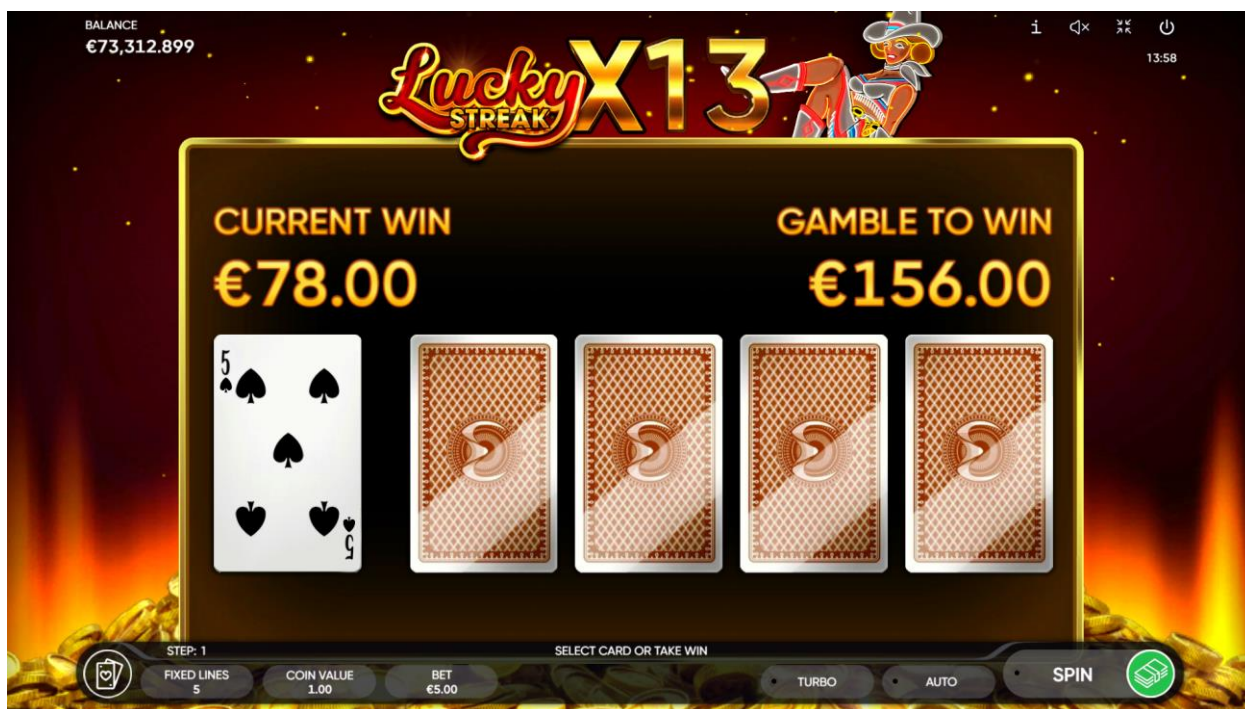 BALANCE
€73,312.899
13:58
Lucky
STREAK
X13
CURRENT WIN
€78.00
GAMBLE TO WIN
€156.00
5
5
STEP: 1
SELECT CARD OR TAKE WIN
FIXED LINES
5
COIN VALUE
1.00
BET
€5.00
TURBO
AUTO
SPIN